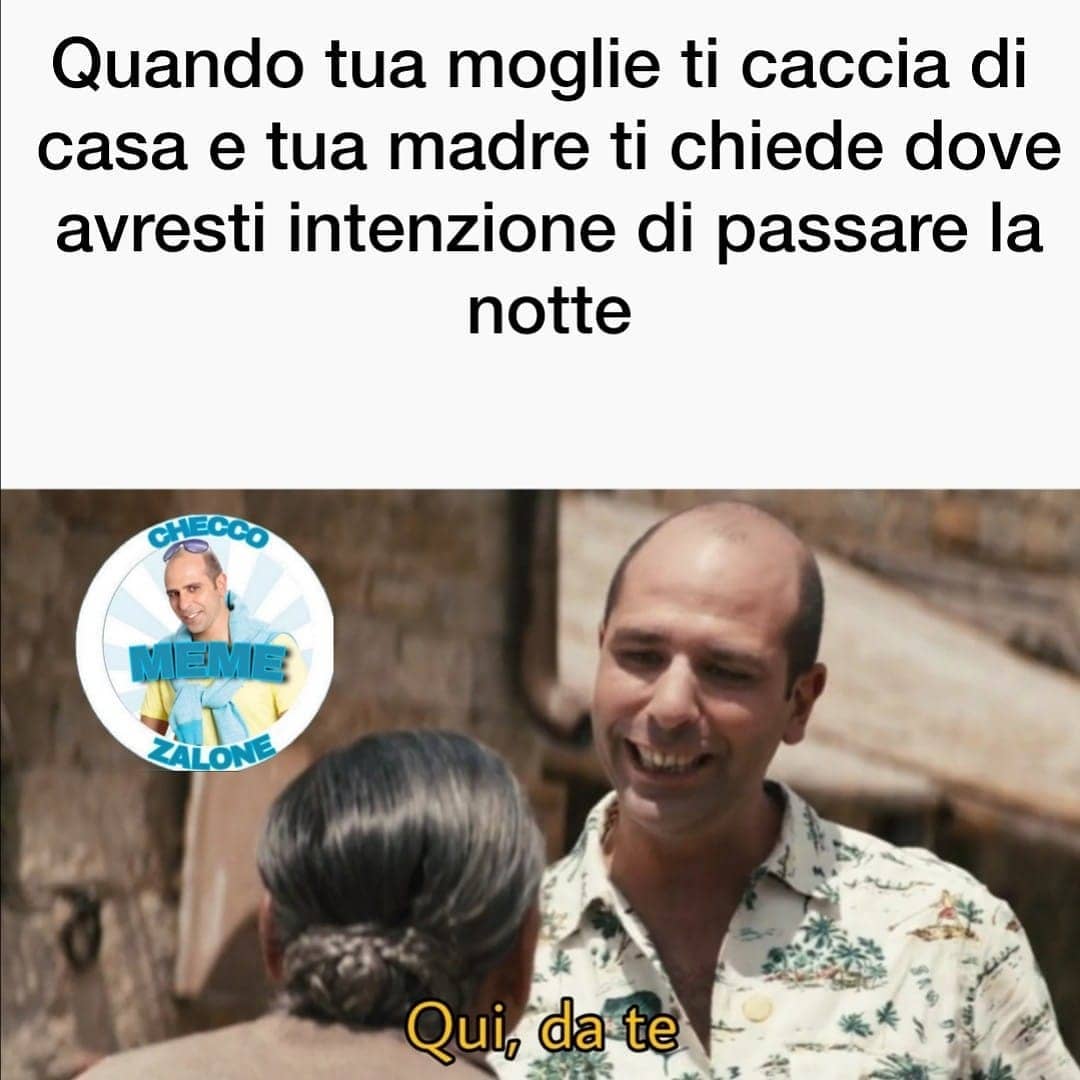 Quando tua moglie ti caccia di
casa e tua madre ti chiede dove
avresti intenzione di passare la
notte
CHECCO
MEME
ZALONE
Qui, da te